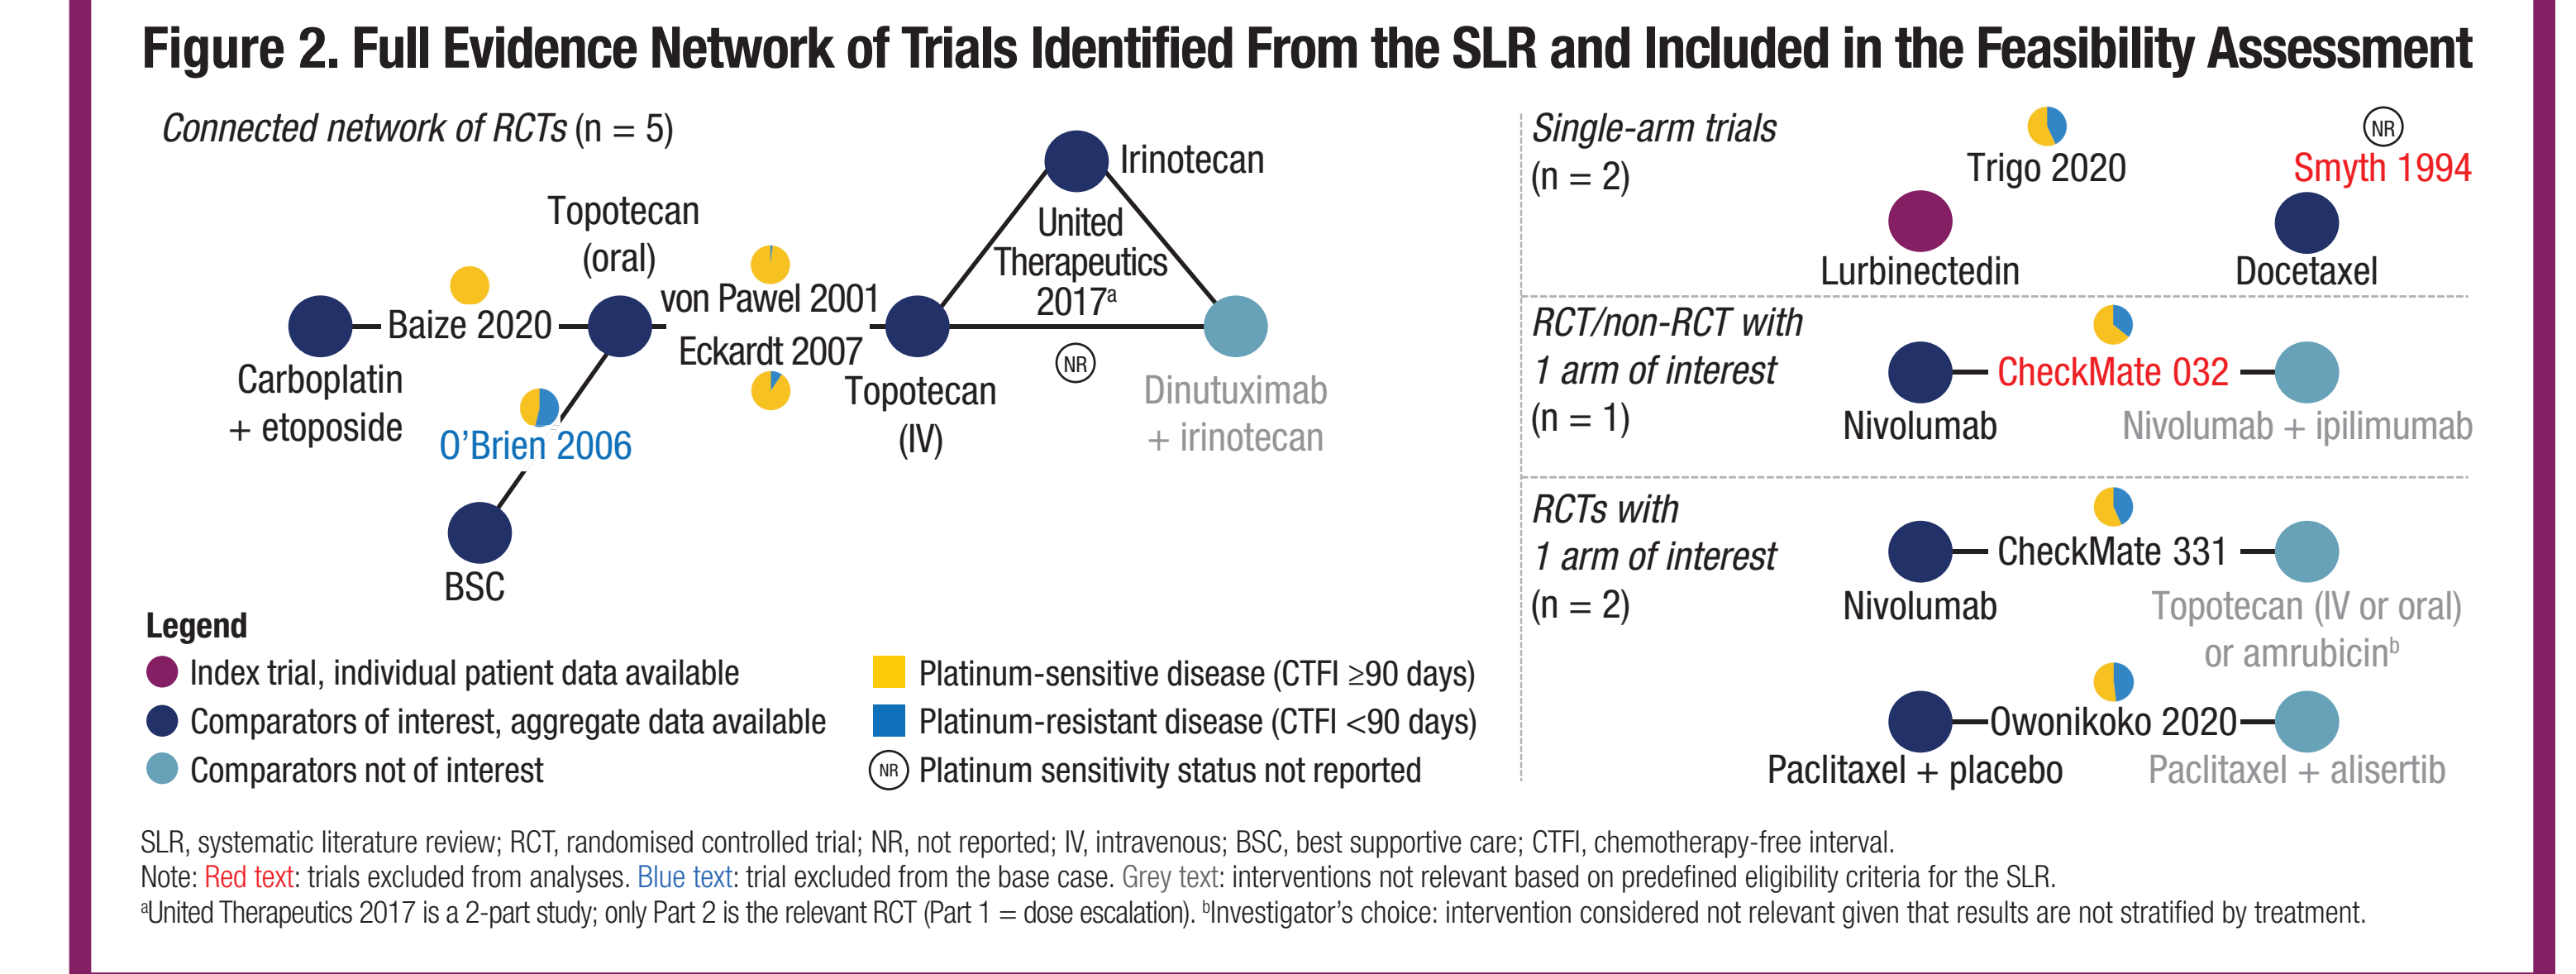 Figure 2. Full Evidence Network of Trials Identified From the SLR and Included in the Feasibility Assessment
Connected network of RCTs (n = 5)
Irinotecan
Topotecan
(oral)
United
Therapeutics
2017ᵃ
von Pawel 2001
Baize 2020
Eckardt 2007
NR
Carboplatin
+ etoposide
Topotecan
(IV)
Dinutuximab
+ irinotecan
O’Brien 2006
BSC
Single-arm trials
(n = 2)
Trigo 2020
NR
Smyth 1994
Lurbinectedin
Docetaxel
RCT/non-RCT with
1 arm of interest
(n = 1)
CheckMate 032
Nivolumab
Nivolumab + ipilimumab
RCTs with
1 arm of interest
(n = 2)
CheckMate 331
Nivolumab
Topotecan (IV or oral)
or amrubicinᵇ
Owonikoko 2020
Paclitaxel + placebo
Paclitaxel + alisertib
Legend
Index trial, individual patient data available
Comparators of interest, aggregate data available
Comparators not of interest
Platinum-sensitive disease (CTFI ≥90 days)
Platinum-resistant disease (CTFI <90 days)
NR Platinum sensitivity status not reported
SLR, systematic literature review; RCT, randomised controlled trial; NR, not reported; IV, intravenous; BSC, best supportive care; CTFI, chemotherapy-free interval.
Note: Red text: trials excluded from analyses. Blue text: trial excluded from the base case. Grey text: interventions not relevant based on predefined eligibility criteria for the SLR.
ᵃUnited Therapeutics 2017 is a 2-part study; only Part 2 is the relevant RCT (Part 1 = dose escalation). ᵇInvestigator’s choice: intervention considered not relevant given that results are not stratified by treatment.